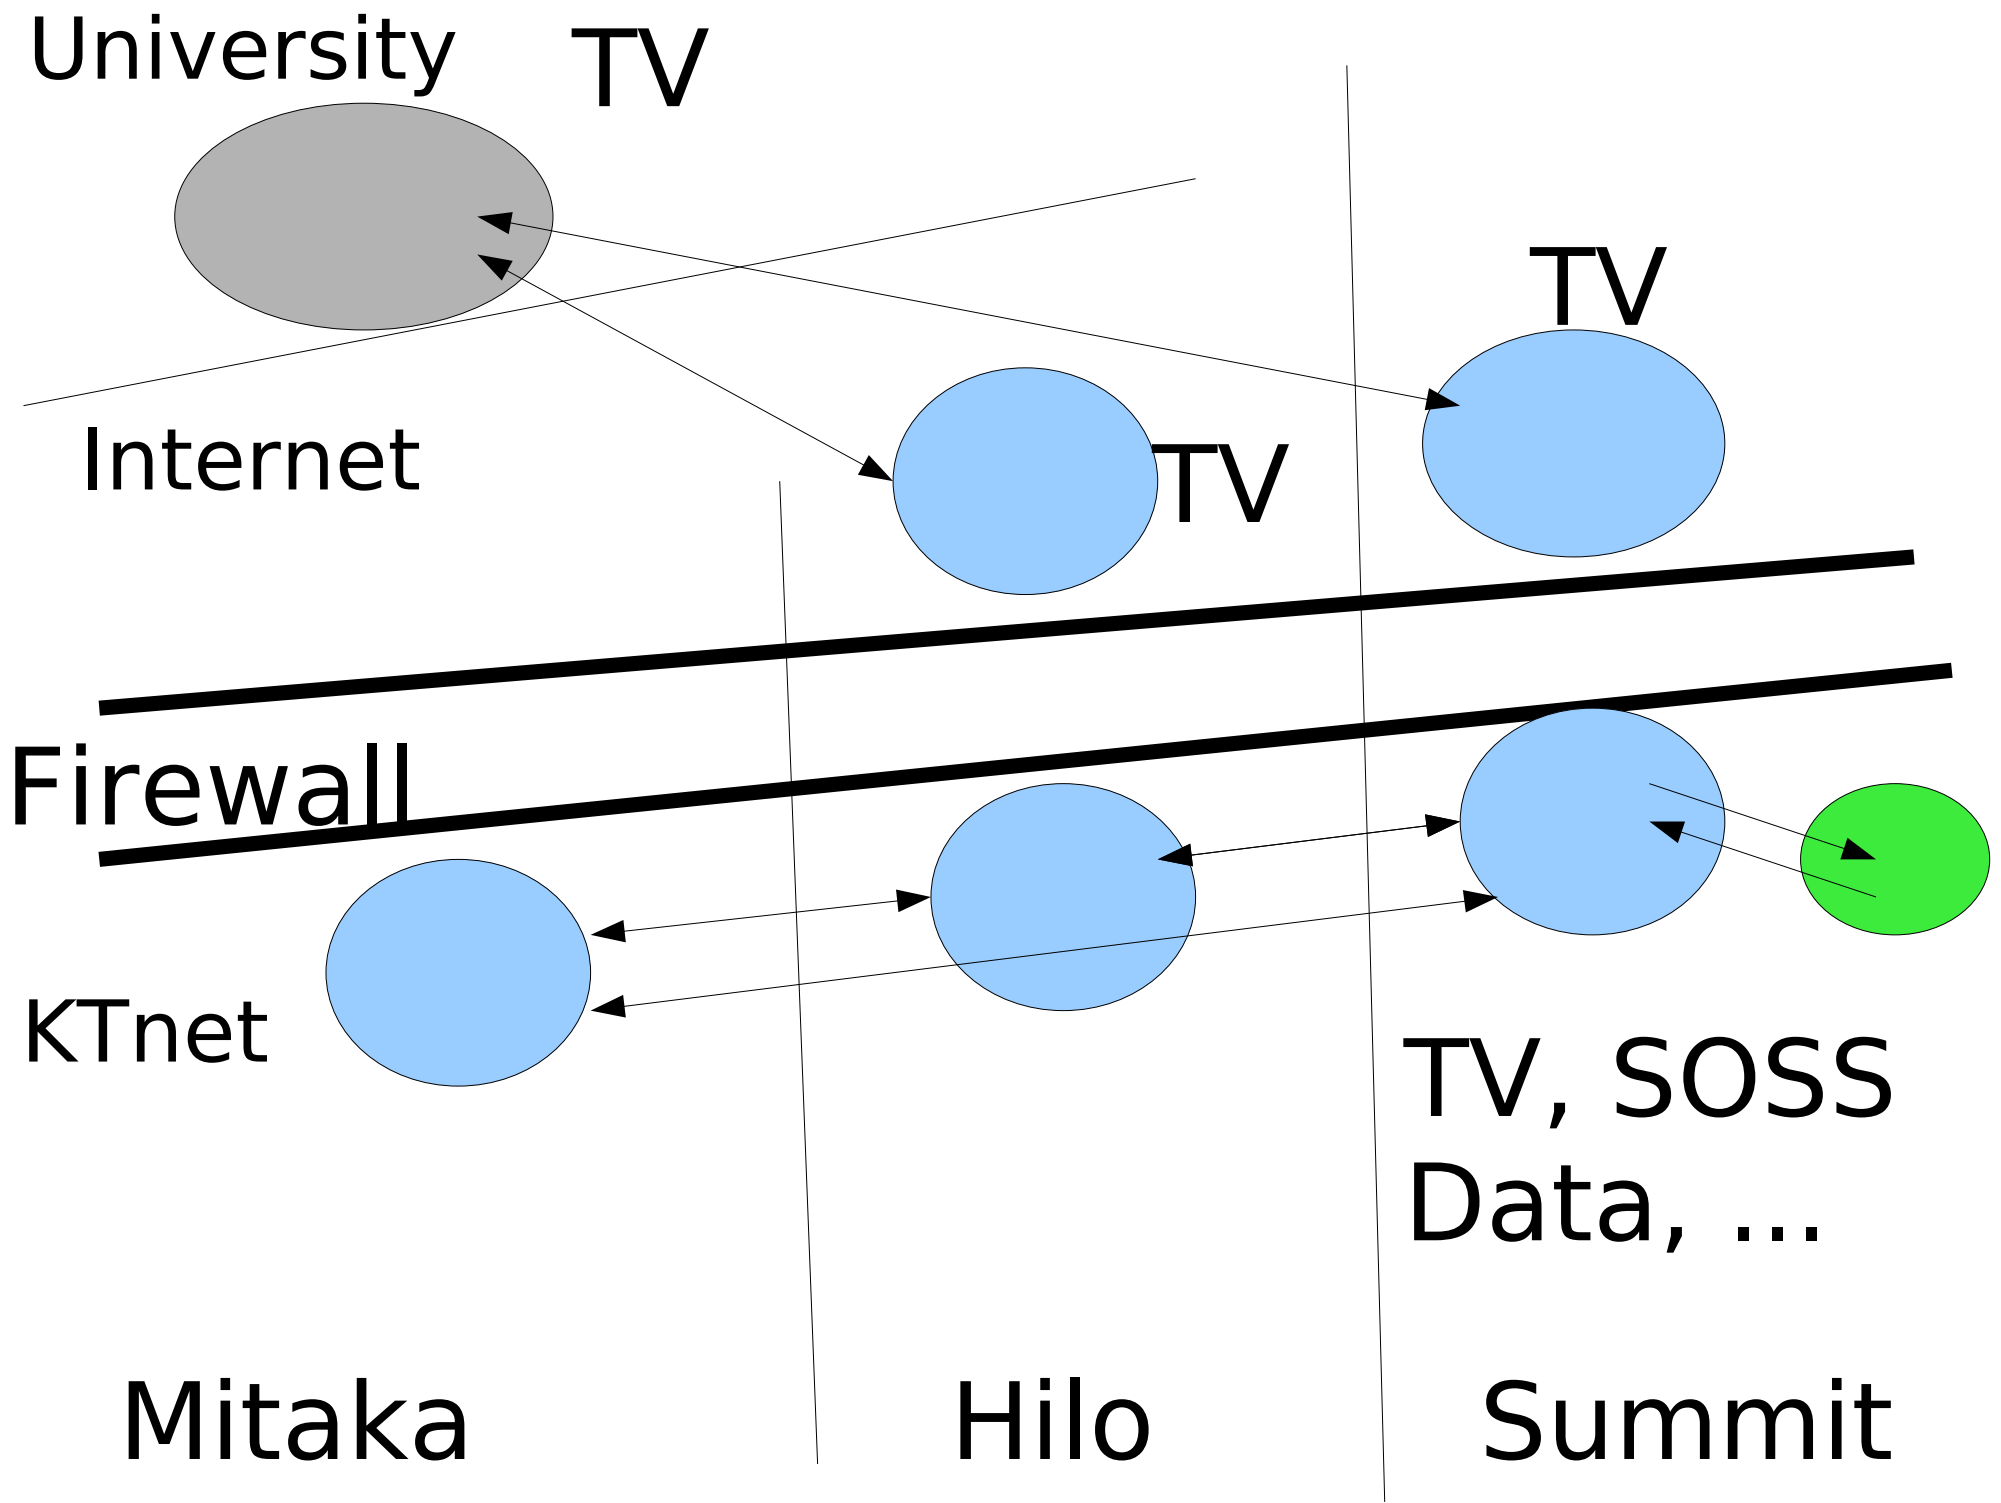 University
TV
TV
Internet
TV
Firewall
KTnet
TV, SOSS
Data, ...
Mitaka
Hilo
Summit